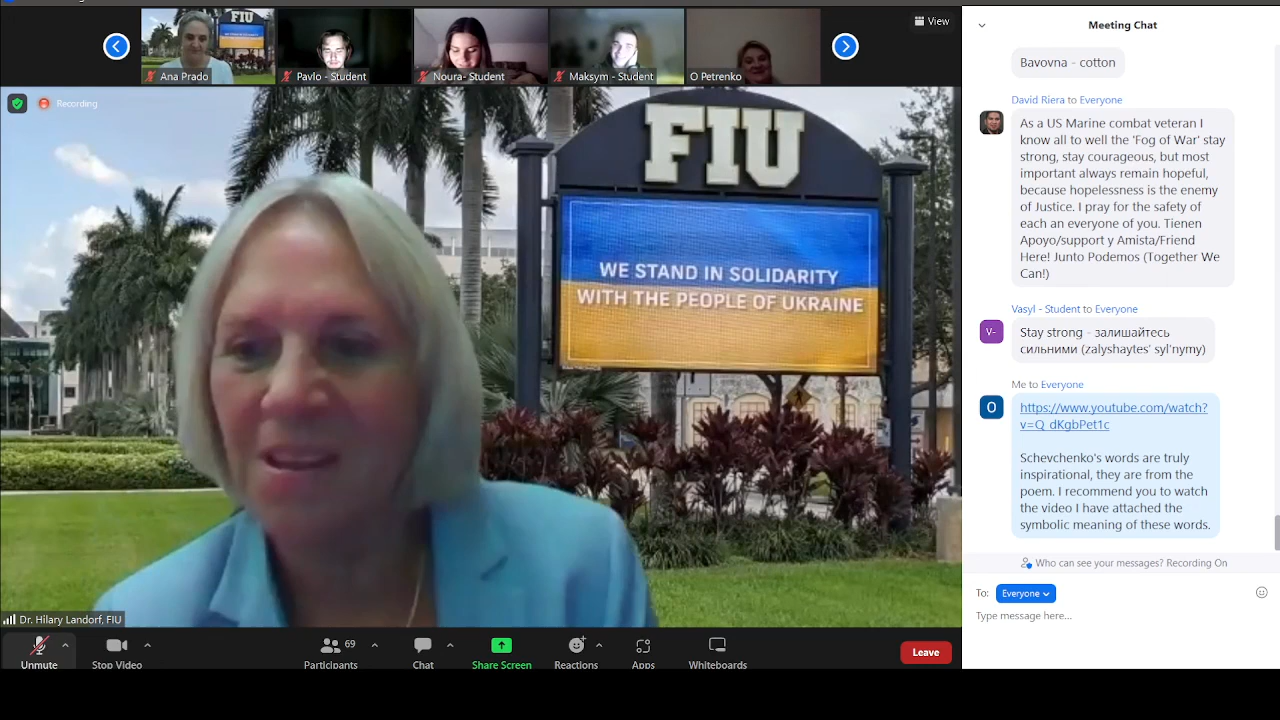 FIU
Ana Prado
Pavlo - Student
Noura- Student
Maksym - Student
O Petrenko
View
Recording
FIU
WE STAND IN SOLIDARITY
WITH THE PEOPLE OF UKRAINE
Dr. Hilary Landorf, FIU
Unmute
Stop Video
Participants
69
Chat
Share Screen
Reactions
Apps
Whiteboards
Leave
Meeting Chat
Bavovna - cotton
David Riera to Everyone
As a US Marine combat veteran I
know all to well the 'Fog of War' stay
strong, stay courageous, but most
important always remain hopeful,
because hopelessness is the enemy
of Justice. I pray for the safety of
each an everyone of you. Tienen
Apoyo/support y Amista/Friend
Here! Junto Podemos (Together We
Can!)
Vasyl - Student to Everyone
V-
Stay strong - залишайтесь
сильними (zalyshaytes' syl'nymy)
Me to Everyone
O
https://www.youtube.com/watch?
v=Q_dKgbPet1c
Schevchenko's words are truly
inspirational, they are from the
poem. I recommend you to watch
the video I have attached the
symbolic meaning of these words.
Who can see your messages? Recording On
To: Everyone
Type message here...